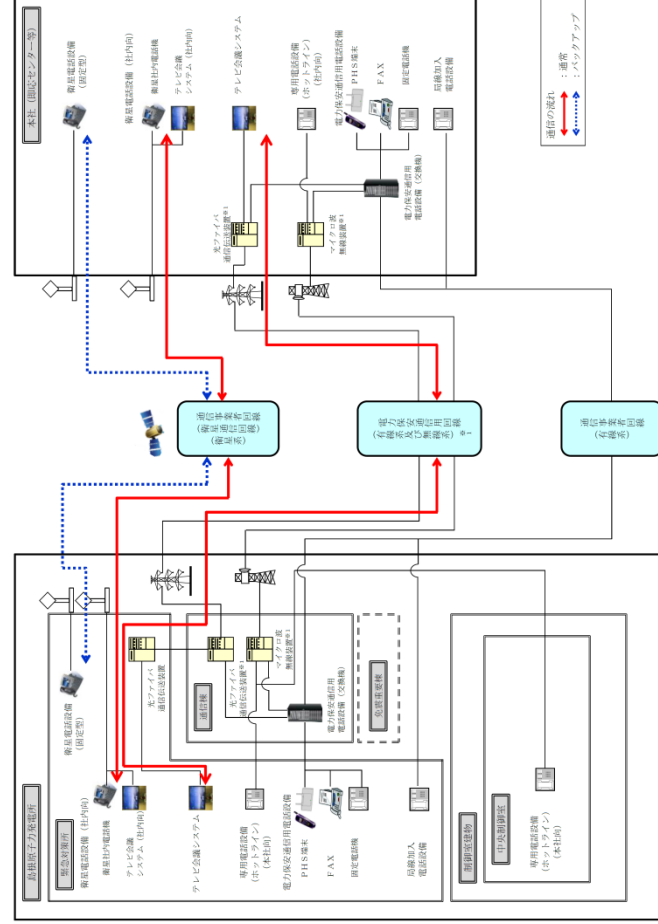 島根原子力発電所
緊急対策所
衛星電話設備
(固定型)
衛星電話設備(社内向)
衛星社内電話機
テレビ会議
システム(社内向)
テレビ会議システム
専用電話設備
(ホットライン)
(本社向)
電力保安通信用電話設備
PHS端末
FAX
固定電話機
局線加入
電話設備
光ファイバ
通信伝送装置
通信棟
光ファイバ
通信伝送装置※1
マイクロ波
無線装置※1
電力保安通信用
電話設備(交換機)
免震重要棟
制御室建物
中央制御室
専用電話設備
(ホットライン)
(本社向)
通信事業者回線
(衛星通信回線)
(衛星系)
電力保安通信用回線
(有線系及び無線系)
※1
通信事業者回線
(有線系)
本社(即応センター等)
衛星電話設備
(固定型)
衛星電話設備(社内向)
衛星社内電話機
テレビ会議
システム(社内向)
テレビ会議システム
専用電話設備
(ホットライン)
(社内向)
電力保安通信用電話設備
PHS端末
FAX
固定電話機
局線加入
電話設備
光ファイバ
通信伝送装置※1
マイクロ波
無線装置※1
電力保安通信用
電話設備(交換機)
通信の流れ
:通常
:バックアップ